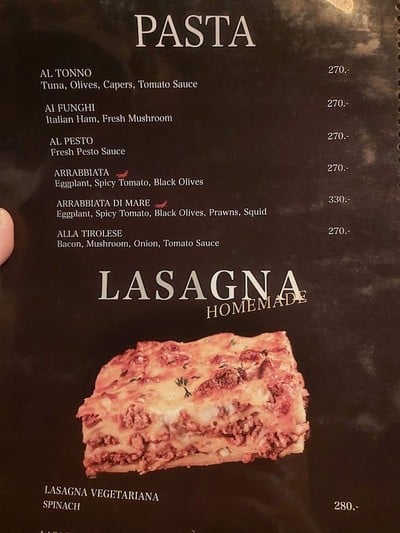 PASTA
AL TONNO 270.-
Tuna, Olives, Capers, Tomato Sauce
AI FUNGHI 270.-
Italian Ham, Fresh Mushroom
AL PESTO 270.-
Fresh Pesto Sauce
ARRABBIATA 270.-
Eggplant, Spicy Tomato, Black Olives
ARRABBIATA DI MARE 330.-
Eggplant, Spicy Tomato, Black Olives, Prawns, Squid
ALLA TIROLESE 270.-
Bacon, Mushroom, Onion, Tomato Sauce
LASAGNA
HOMEMADE
LASAGNA VEGETARIANA
SPINACH 280.-